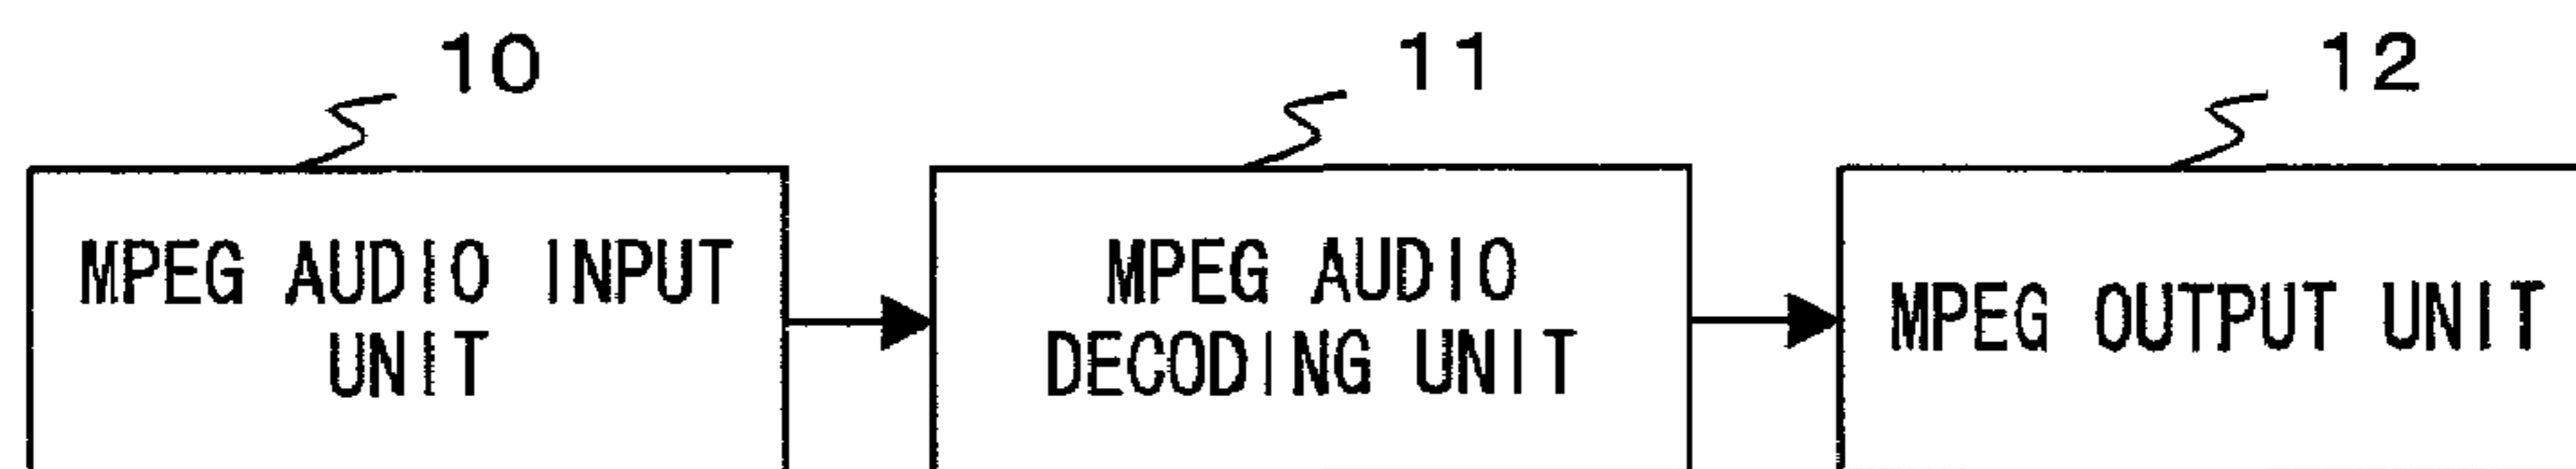 10
11
12
MPEG AUDIO INPUT
UNIT
MPEG AUDIO
DECODING UNIT
MPEG OUTPUT UNIT